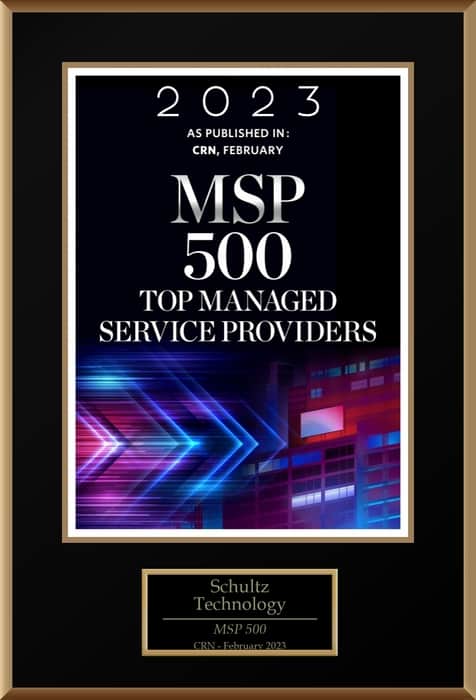 2023
AS PUBLISHED IN:
CRN, FEBRUARY
MSP
500
TOP MANAGED
SERVICE PROVIDERS
Schultz
Technology
MSP 500
CRN - February 2023